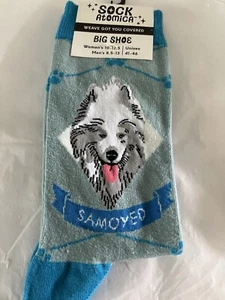 SOCK
ATOMICA
WEAVE GOT YOU COVERED
BIG SHOE
Women's 10-12.5 | Unisex
Men's 8.5-13 | 41-46
SAMOYED